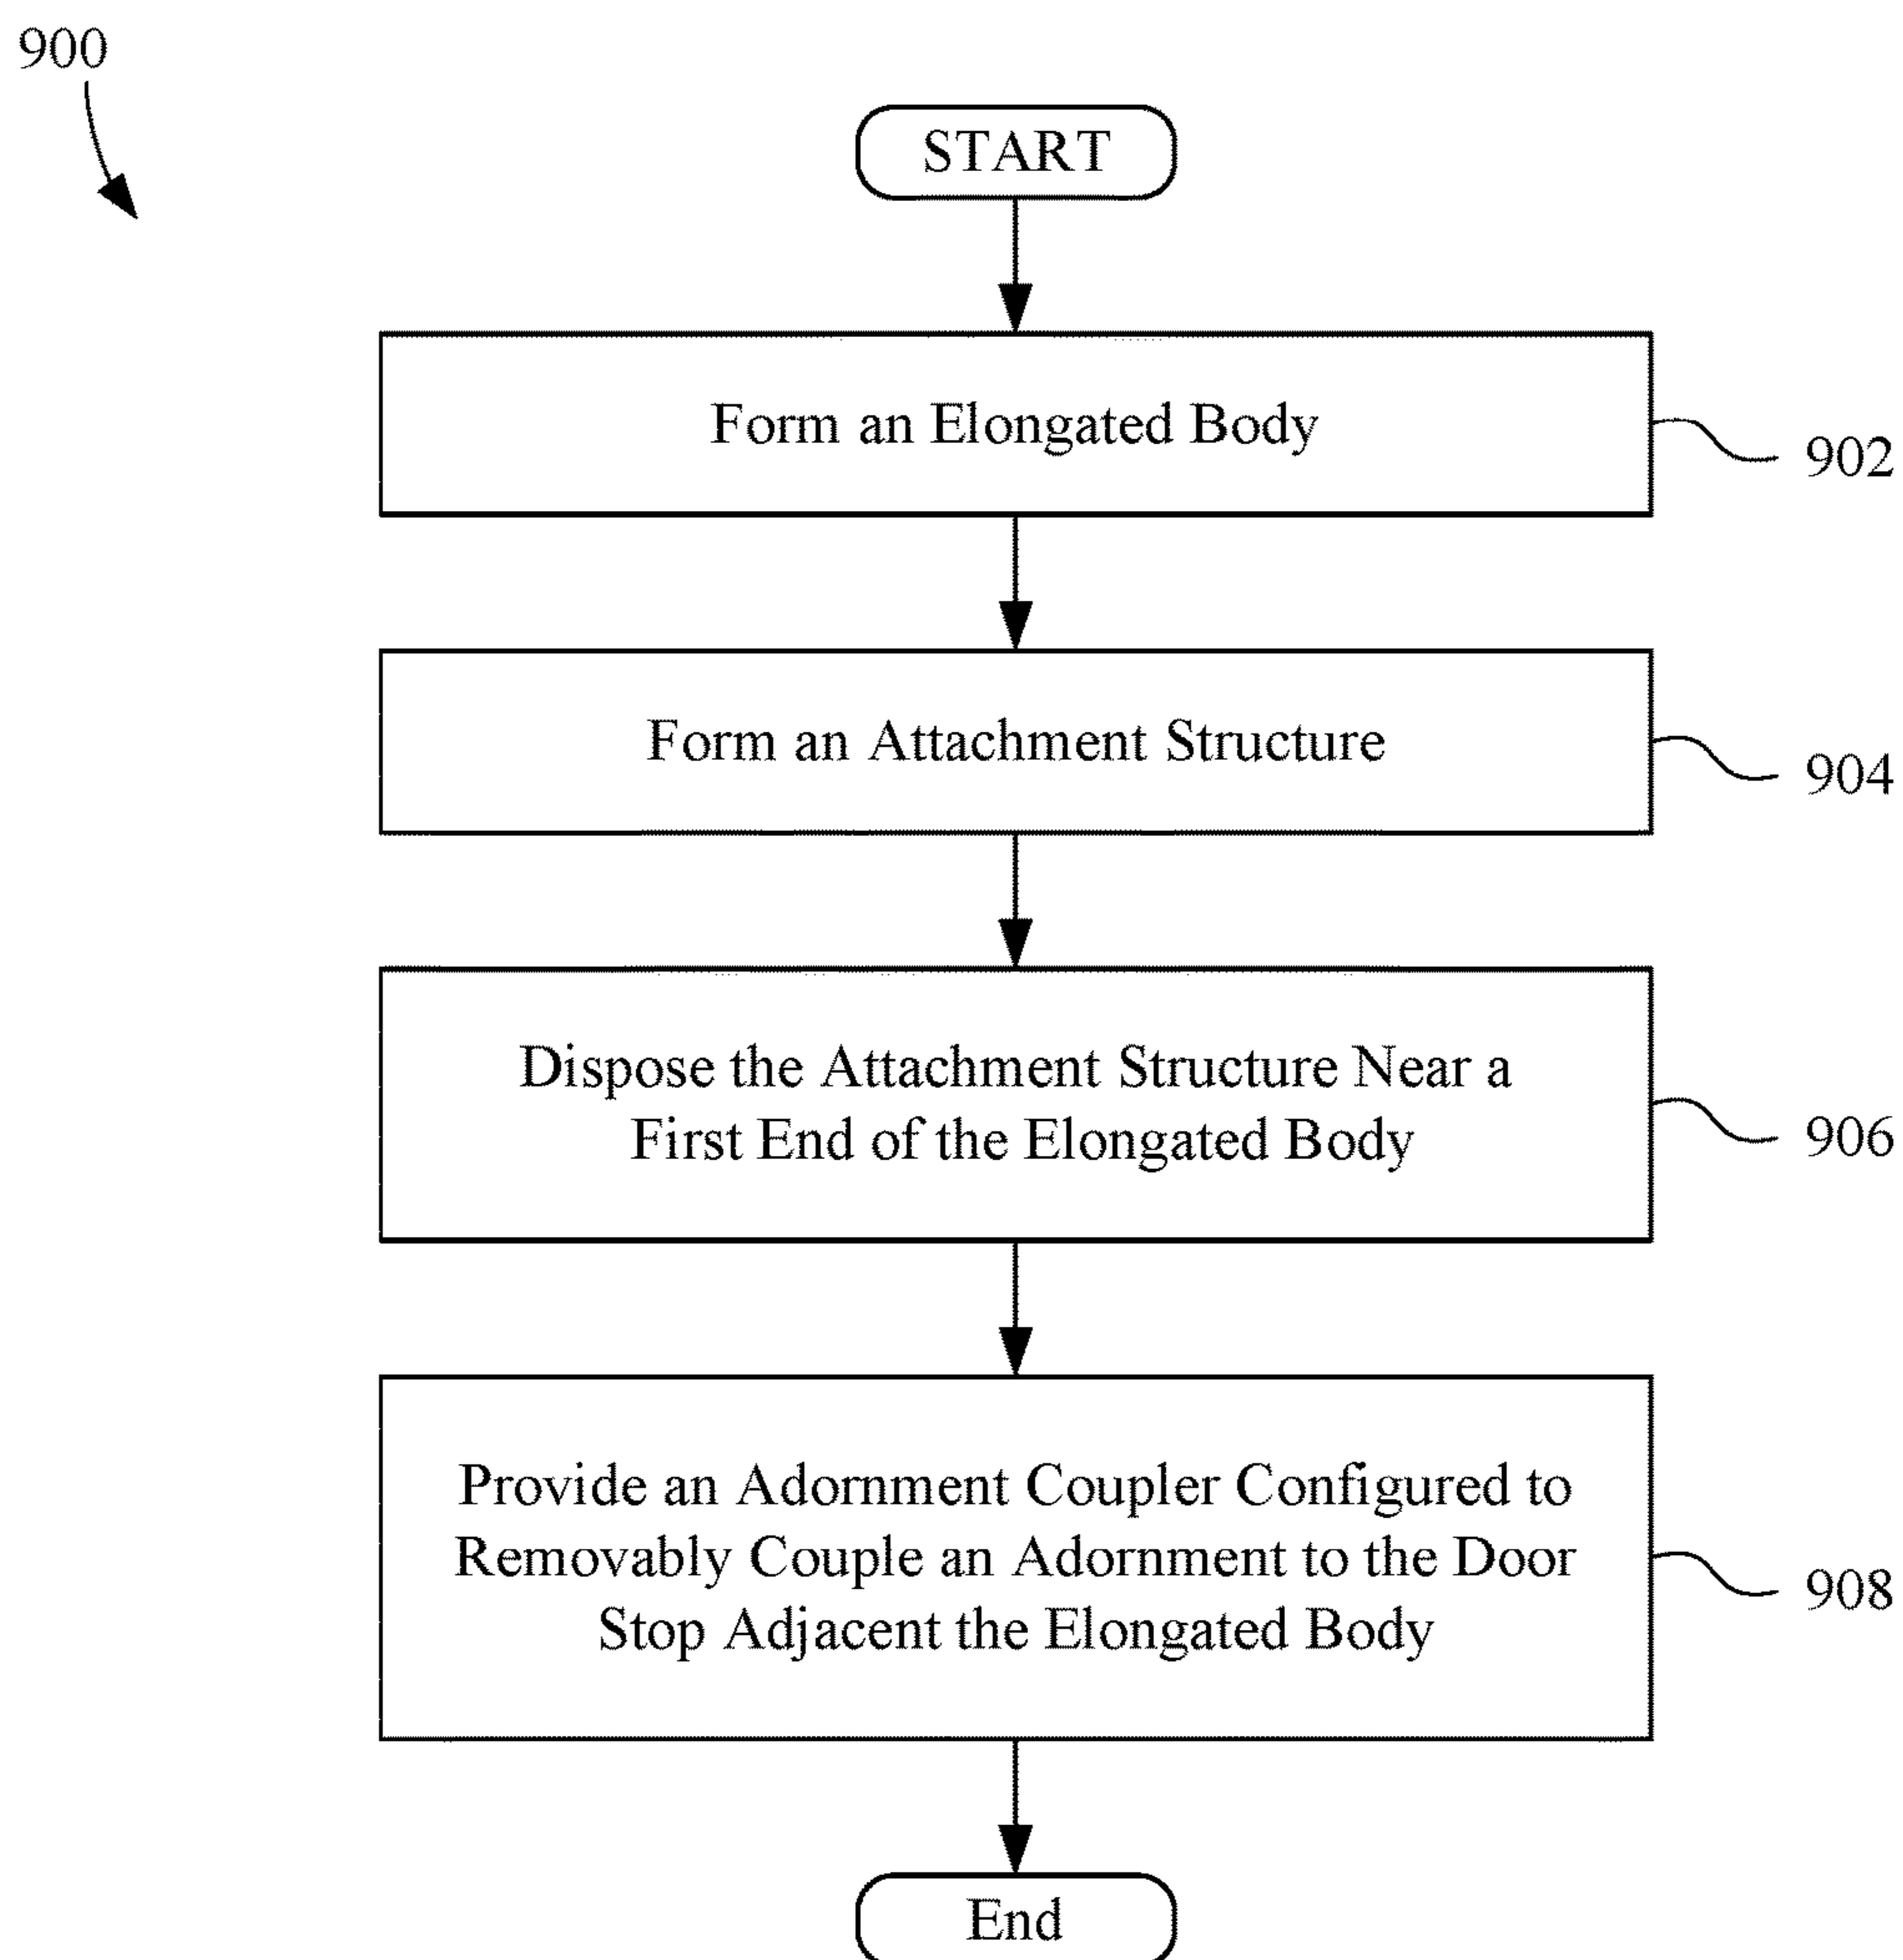 900
START
Form an Elongated Body
902
Form an Attachment Structure
904
Dispose the Attachment Structure Near a
First End of the Elongated Body
906
Provide an Adornment Coupler Configured to
Removably Couple an Adornment to the Door
Stop Adjacent the Elongated Body
908
End